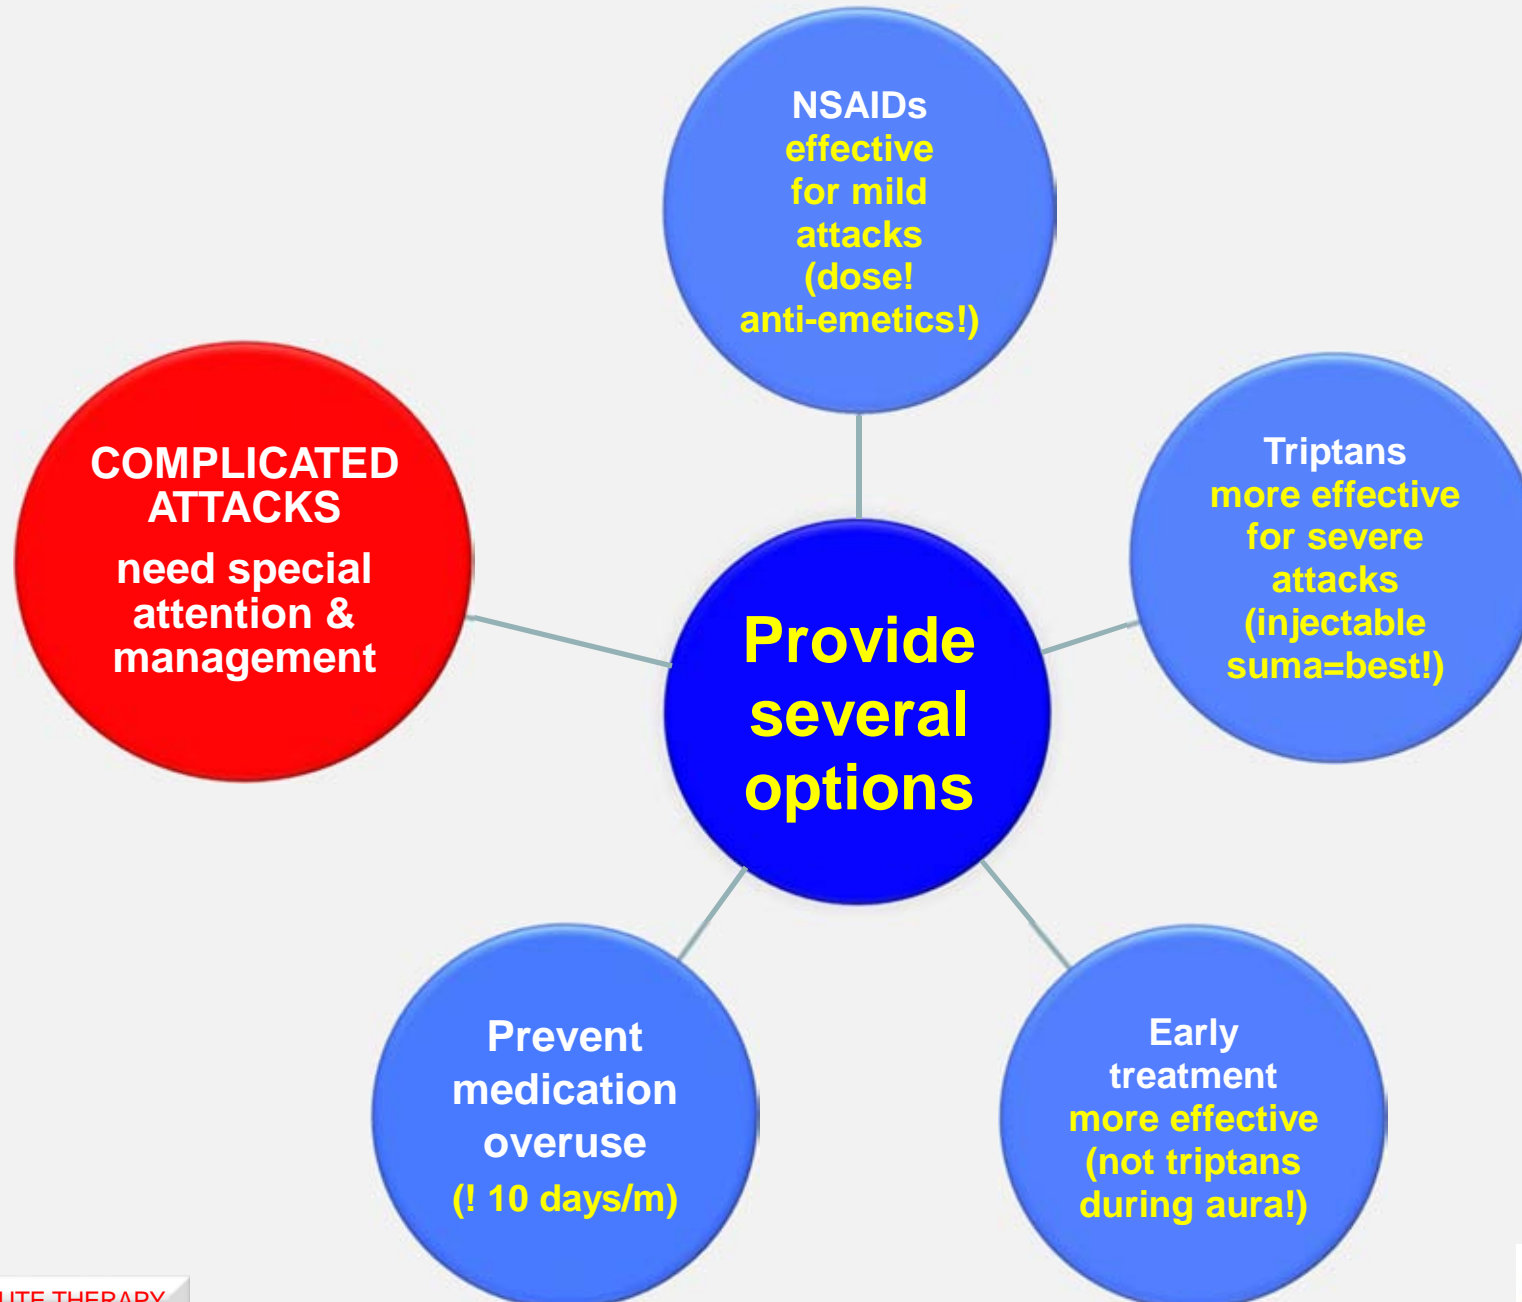 NSAIDs
effective
for mild
attacks
(dose!
anti-emetics!)
COMPLICATED
ATTACKS
need special
attention &
management
Triptans
more effective
for severe
attacks
(injectable
suma=best!)
Provide
several
options
Prevent
medication
overuse
(! 10 days/m)
Early
treatment
more effective
(not triptans
during aura!)
THERAPY